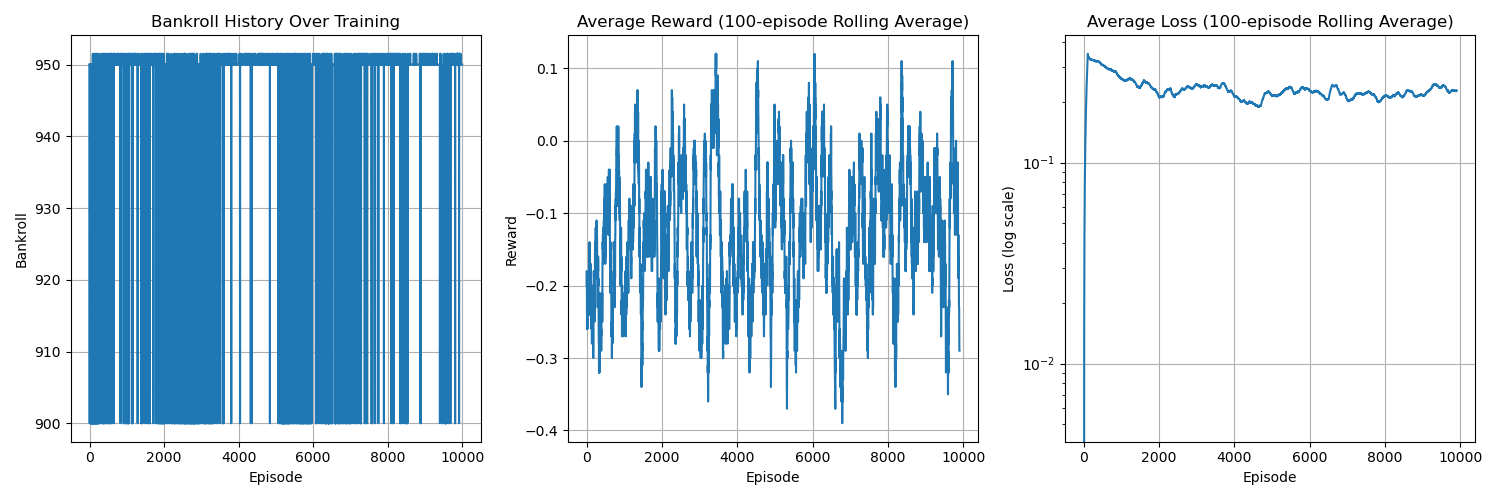 Bankroll History Over Training
Bankroll
950
940
930
920
910
900
0 2000 4000 6000 8000 10000
Episode
Average Reward (100-episode Rolling Average)
Reward
0.1
0.0
−0.1
−0.2
−0.3
−0.4
0 2000 4000 6000 8000 10000
Episode
Average Loss (100-episode Rolling Average)
Loss (log scale)
10⁻¹
10⁻²
0 2000 4000 6000 8000 10000
Episode